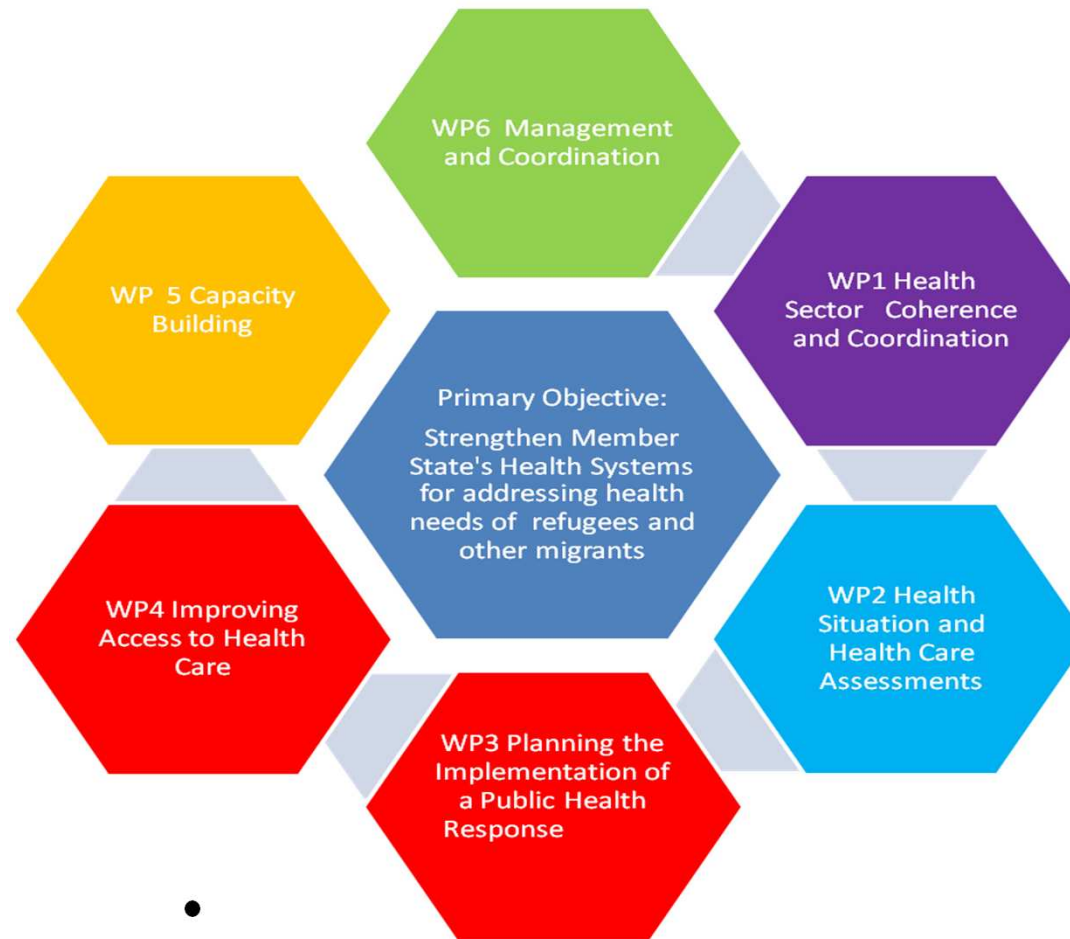 WP6 Management
and Coordination
WP 5 Capacity
Building
WP1 Health
Sector Coherence
and Coordination
Primary Objective:
Strengthen Member
State's Health Systems
for addressing health
needs of refugees and
other migrants
WP4 Improving
Access to Health
Care
WP2 Health
Situation and
Health Care
Assessments
WP3 Planning the
Implementation of
a Public Health
Response